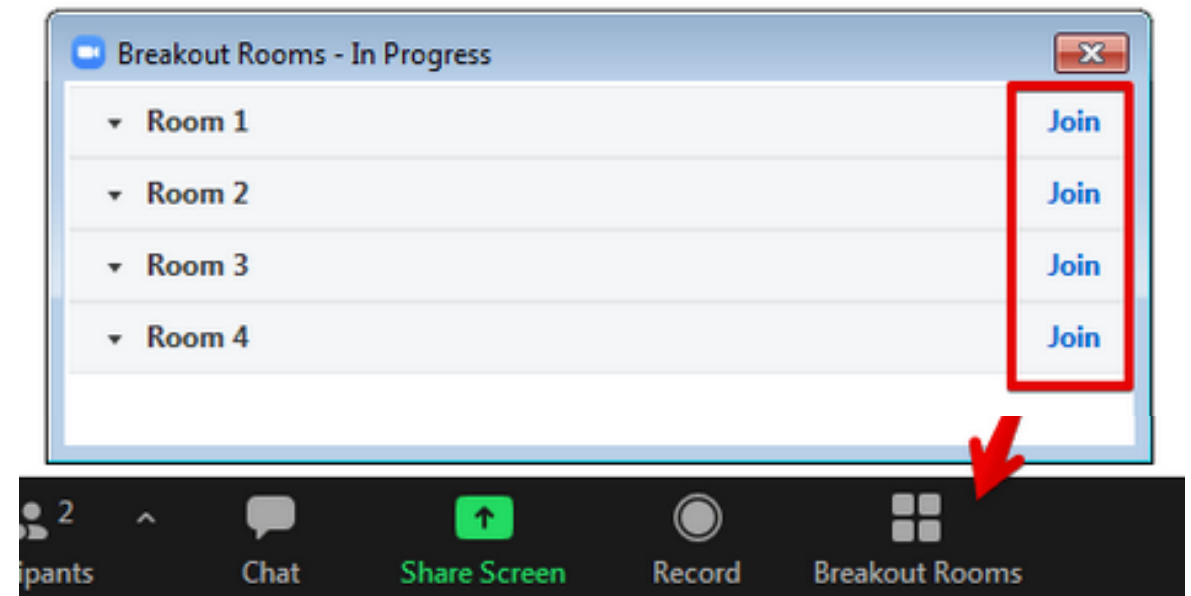 Breakout Rooms - In Progress
Room 1 Join
Room 2 Join
Room 3 Join
Room 4 Join
2
ipants Chat Share Screen Record Breakout Rooms